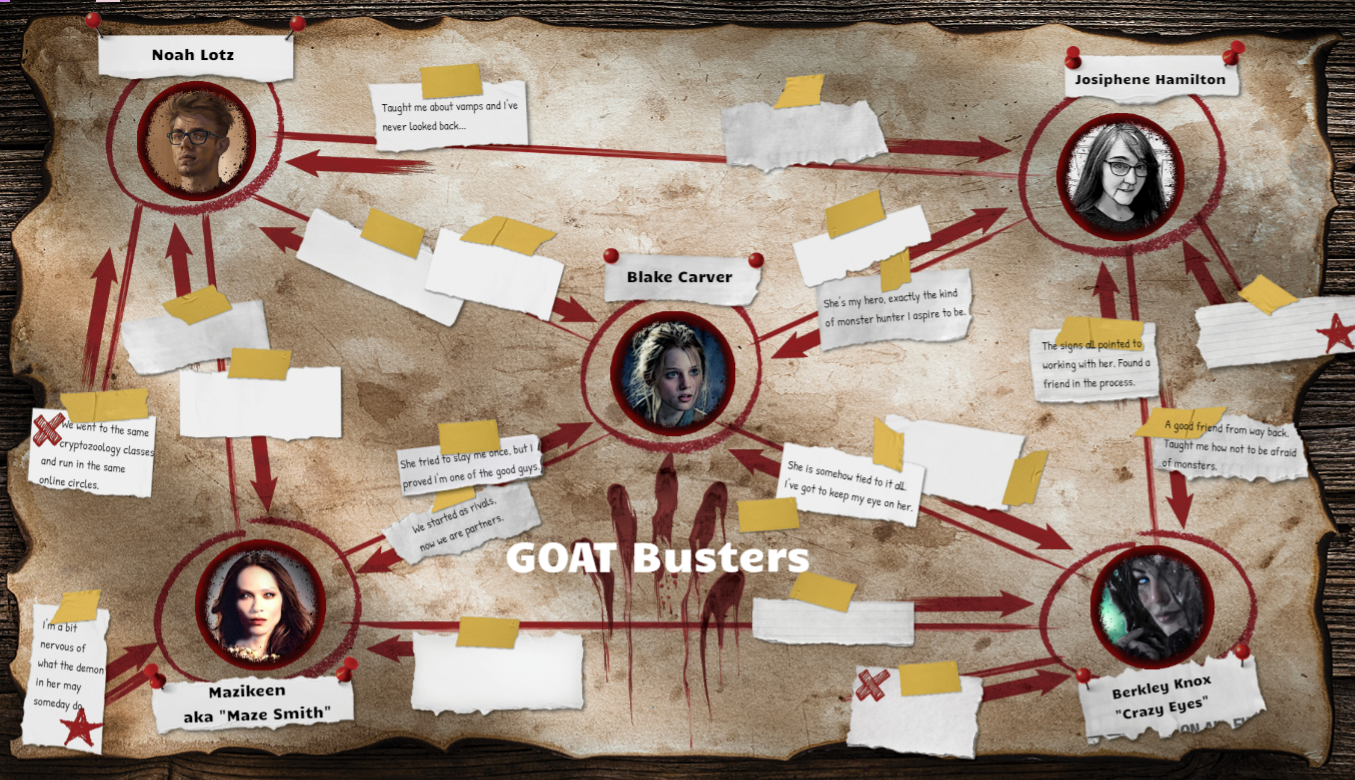 Noah Lotz
Josiphene Hamilton
Taught me about vamps and I've
never looked back...
Blake Carver
She's my hero, exactly the kind
of monster hunter I aspire to be.
The signs all pointed to
working with her. Found a
friend in the process.
We went to the same
cryptozoology classes
and run in the same
online circles.
A good friend from way back.
Taught me how not to be afraid
of monsters.
She tried to slay me once, but I
proved I'm one of the good guys.
She is somehow tied to it all.
I've got to keep my eye on her.
We started as rivals,
now we are partners.
GOAT Busters
I'm a bit
nervous of
what the demon
in her may
someday do.
Mazikeen
aka "Maze Smith"
Berkley Knox
"Crazy Eyes"